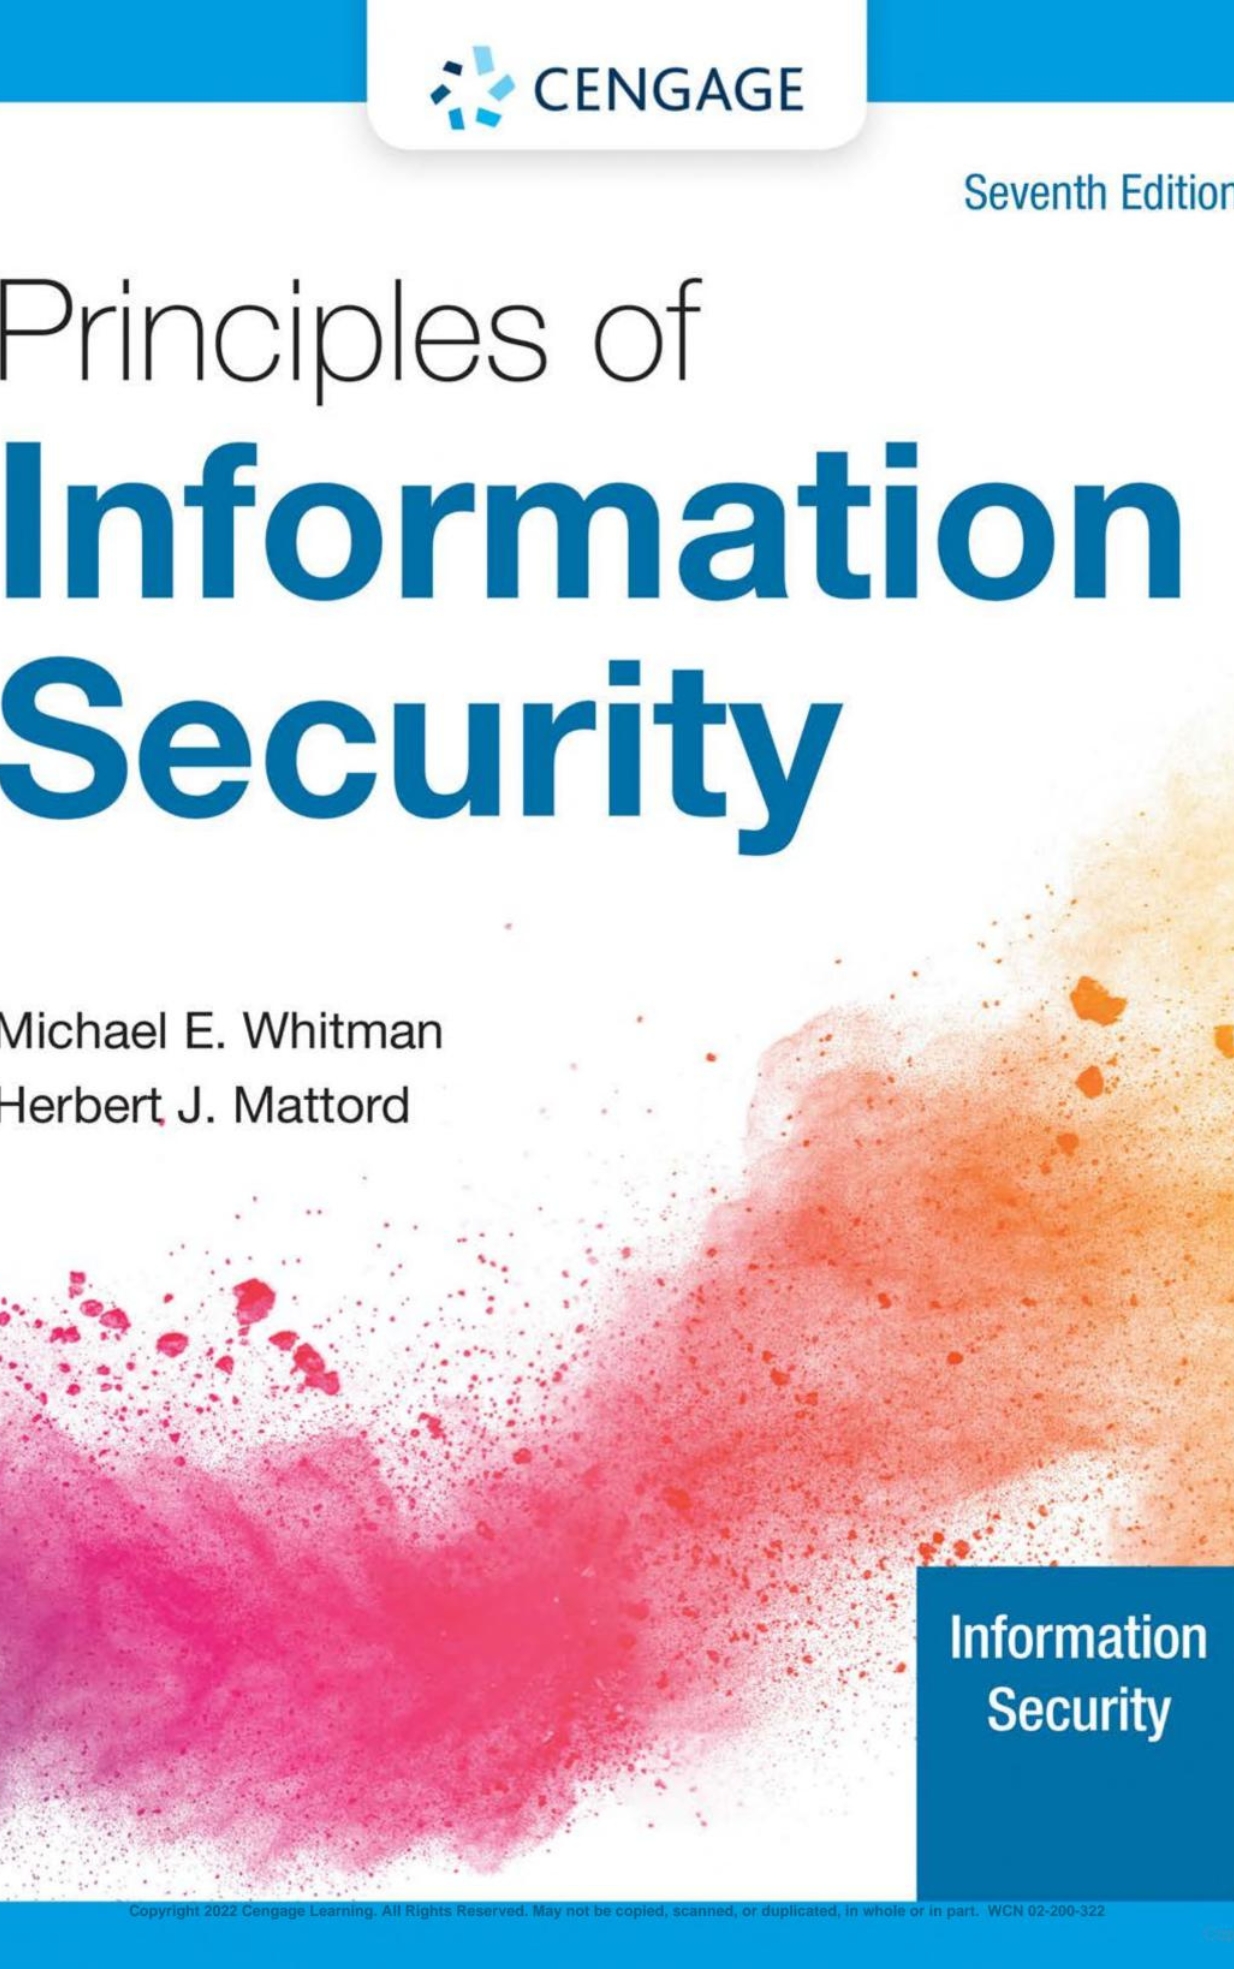 CENGAGE
Seventh Edition
Principles of
Information
Security
Michael E. Whitman
Herbert J. Mattord
Information
Security
Copyright 2022 Cengage Learning. All Rights Reserved. May not be copied, scanned, or duplicated, in whole or in part. WCN 02-200-322